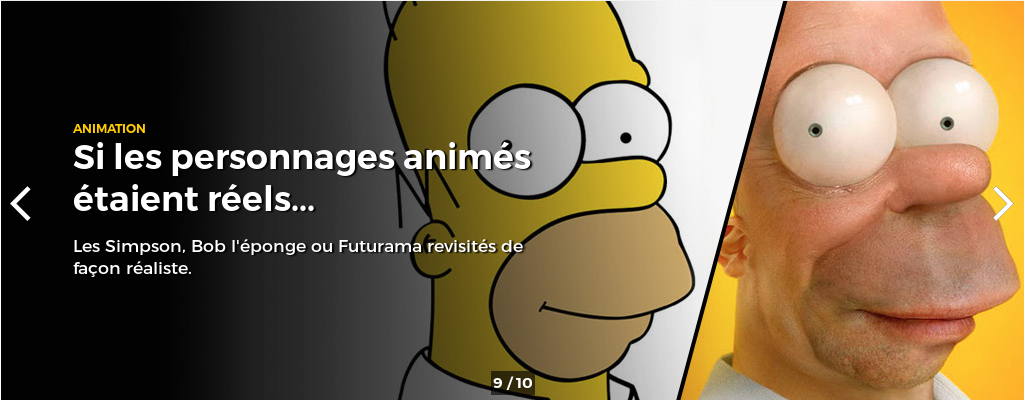 ANIMATION
Si les personnages animés
étaient réels...
Les Simpson, Bob l'éponge ou Futurama revisités de
façon réaliste.
9 / 10